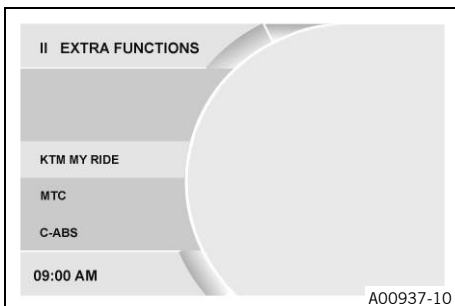 II EXTRA FUNCTIONS
KTM MY RIDE
MTC
C-ABS
09:00 AM
A00937-10